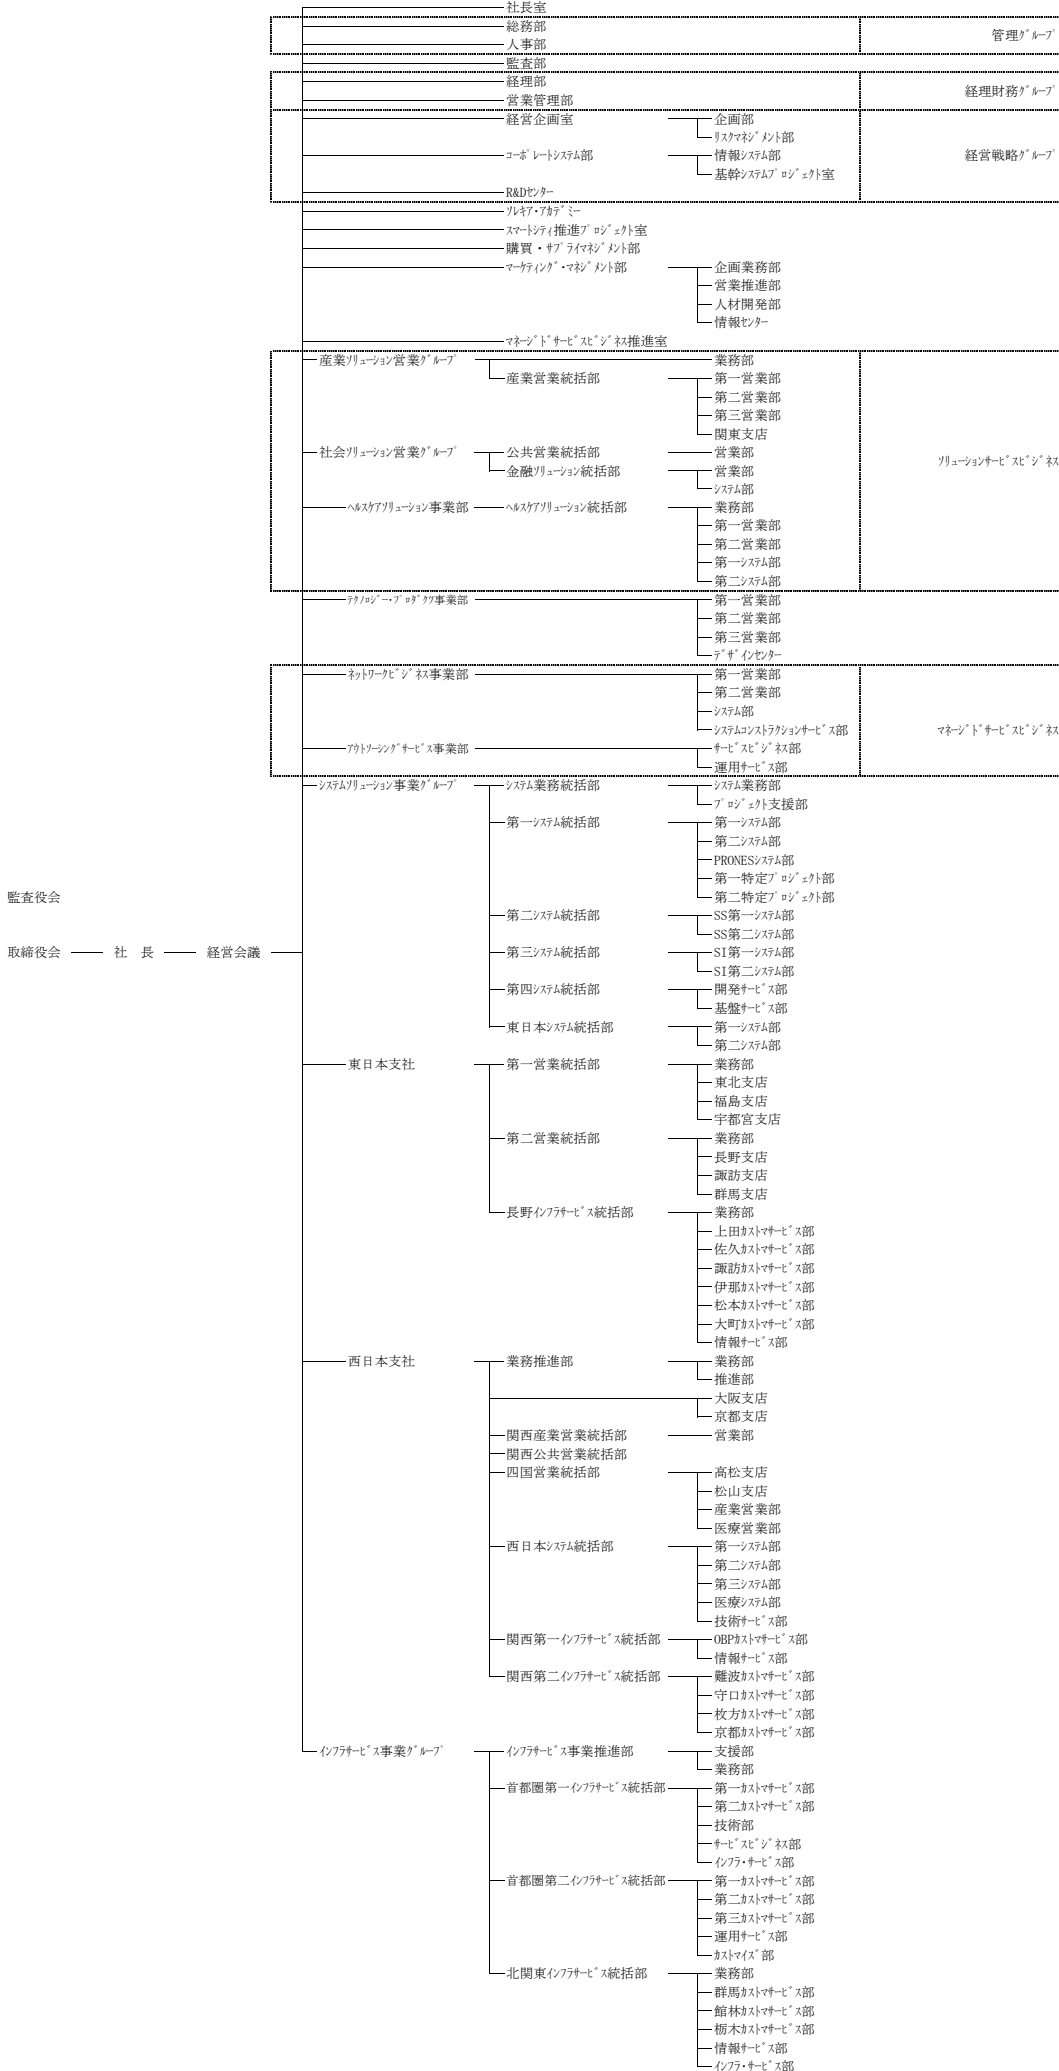 社長室
総務部
管理ｸﾞﾙｰﾌﾟ
人事部
監査部
経理部
経理財務ｸﾞﾙｰﾌﾟ
営業管理部
経営企画室 企画部
ﾘｽｸﾏﾈｼﾞﾒﾝﾄ部
ｺｰﾎﾟﾚｰﾄｼｽﾃﾑ部 情報ｼｽﾃﾑ部 経営戦略ｸﾞﾙｰﾌﾟ
基幹ｼｽﾃﾑﾌﾟﾛｼﾞｪｸﾄ室
R&Dｾﾝﾀｰ
ｿﾚｷｱ・ｱｶﾃﾞﾐｰ
ｽﾏｰﾄｼﾃｨ推進ﾌﾟﾛｼﾞｪｸﾄ室
購買・ｻﾌﾟﾗｲﾏﾈｼﾞﾒﾝﾄ部
ﾏｰｹﾃｨﾝｸﾞ・ﾏﾈｼﾞﾒﾝﾄ部 企画業務部
営業推進部
人材開発部
情報ｾﾝﾀｰ
ﾏﾈｰｼﾞﾄﾞｻｰﾋﾞｽﾋﾞｼﾞﾈｽ推進室
産業ｿﾘｭｰｼｮﾝ営業ｸﾞﾙｰﾌﾟ 業務部
産業営業統括部 第一営業部
第二営業部
第三営業部
関東支店
社会ｿﾘｭｰｼｮﾝ営業ｸﾞﾙｰﾌﾟ 公共営業統括部 営業部
ｿﾘｭｰｼｮﾝｻｰﾋﾞｽﾋﾞｼﾞﾈｽ
金融ｿﾘｭｰｼｮﾝ統括部 営業部
ｼｽﾃﾑ部
ﾍﾙｽｹｱｿﾘｭｰｼｮﾝ事業部 ﾍﾙｽｹｱｿﾘｭｰｼｮﾝ統括部 業務部
第一営業部
第二営業部
第一ｼｽﾃﾑ部
第二ｼｽﾃﾑ部
ﾃｸﾉﾛｼﾞｰ・ﾌﾟﾛﾀﾞｸﾂ事業部 第一営業部
第二営業部
第三営業部
ﾃﾞｻﾞｲﾝｾﾝﾀｰ
ﾈｯﾄﾜｰｸﾋﾞｼﾞﾈｽ事業部 第一営業部
第二営業部
ｼｽﾃﾑ部
ｼｽﾃﾑｺﾝｽﾄﾗｸｼｮﾝｻｰﾋﾞｽ部 ﾏﾈｰｼﾞﾄﾞｻｰﾋﾞｽﾋﾞｼﾞﾈｽ
ｱｳﾄｿｰｼﾝｸﾞｻｰﾋﾞｽ事業部 ｻｰﾋﾞｽﾋﾞｼﾞﾈｽ部
運用ｻｰﾋﾞｽ部
ｼｽﾃﾑｿﾘｭｰｼｮﾝ事業ｸﾞﾙｰﾌﾟ ｼｽﾃﾑ業務統括部 ｼｽﾃﾑ業務部
ﾌﾟﾛｼﾞｪｸﾄ支援部
第一ｼｽﾃﾑ統括部 第一ｼｽﾃﾑ部
第二ｼｽﾃﾑ部
PRONESｼｽﾃﾑ部
第一特定ﾌﾟﾛｼﾞｪｸﾄ部
監査役会 第二特定ﾌﾟﾛｼﾞｪｸﾄ部
第二ｼｽﾃﾑ統括部 SS第一ｼｽﾃﾑ部
SS第二ｼｽﾃﾑ部
取締役会 社　長 経営会議 第三ｼｽﾃﾑ統括部 SI第一ｼｽﾃﾑ部
SI第二ｼｽﾃﾑ部
第四ｼｽﾃﾑ統括部 開発ｻｰﾋﾞｽ部
基盤ｻｰﾋﾞｽ部
東日本ｼｽﾃﾑ統括部 第一ｼｽﾃﾑ部
第二ｼｽﾃﾑ部
東日本支社 第一営業統括部 業務部
東北支店
福島支店
宇都宮支店
第二営業統括部 業務部
長野支店
諏訪支店
群馬支店
長野ｲﾝﾌﾗｻｰﾋﾞｽ統括部 業務部
上田ｶｽﾄﾏｻｰﾋﾞｽ部
佐久ｶｽﾄﾏｻｰﾋﾞｽ部
諏訪ｶｽﾄﾏｻｰﾋﾞｽ部
伊那ｶｽﾄﾏｻｰﾋﾞｽ部
松本ｶｽﾄﾏｻｰﾋﾞｽ部
大町ｶｽﾄﾏｻｰﾋﾞｽ部
情報ｻｰﾋﾞｽ部
西日本支社 業務推進部 業務部
推進部
大阪支店
京都支店
関西産業営業統括部 営業部
関西公共営業統括部
四国営業統括部 高松支店
松山支店
産業営業部
医療営業部
西日本ｼｽﾃﾑ統括部 第一ｼｽﾃﾑ部
第二ｼｽﾃﾑ部
第三ｼｽﾃﾑ部
医療ｼｽﾃﾑ部
技術ｻｰﾋﾞｽ部
関西第一ｲﾝﾌﾗｻｰﾋﾞｽ統括部 OBPｶｽﾄﾏｻｰﾋﾞｽ部
情報ｻｰﾋﾞｽ部
関西第二ｲﾝﾌﾗｻｰﾋﾞｽ統括部 難波ｶｽﾄﾏｻｰﾋﾞｽ部
守口ｶｽﾄﾏｻｰﾋﾞｽ部
枚方ｶｽﾄﾏｻｰﾋﾞｽ部
京都ｶｽﾄﾏｻｰﾋﾞｽ部
ｲﾝﾌﾗｻｰﾋﾞｽ事業ｸﾞﾙｰﾌﾟ ｲﾝﾌﾗｻｰﾋﾞｽ事業推進部 支援部
業務部
首都圏第一ｲﾝﾌﾗｻｰﾋﾞｽ統括部 第一ｶｽﾄﾏｻｰﾋﾞｽ部
第二ｶｽﾄﾏｻｰﾋﾞｽ部
技術部
ｻｰﾋﾞｽﾋﾞｼﾞﾈｽ部
ｲﾝﾌﾗ・ｻｰﾋﾞｽ部
首都圏第二ｲﾝﾌﾗｻｰﾋﾞｽ統括部 第一ｶｽﾄﾏｻｰﾋﾞｽ部
第二ｶｽﾄﾏｻｰﾋﾞｽ部
第三ｶｽﾄﾏｻｰﾋﾞｽ部
運用ｻｰﾋﾞｽ部
ｶｽﾄﾏｲｽﾞ部
北関東ｲﾝﾌﾗｻｰﾋﾞｽ統括部 業務部
群馬ｶｽﾄﾏｻｰﾋﾞｽ部
館林ｶｽﾄﾏｻｰﾋﾞｽ部
栃木ｶｽﾄﾏｻｰﾋﾞｽ部
情報ｻｰﾋﾞｽ部
ｲﾝﾌﾗ・ｻｰﾋﾞｽ部